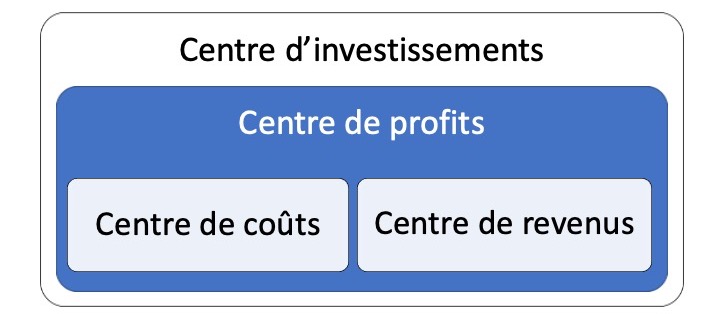 Centre d’investissements
Centre de profits
Centre de coûts
Centre de revenus